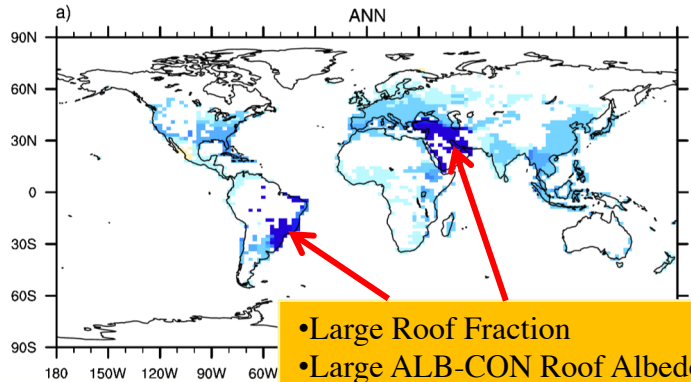 a)
ANN
90N
60N
30N
0
30S
60S
90S
180 150W 120W 90W 60W
•Large Roof Fraction
•Large ALB-CON Roof Albedo